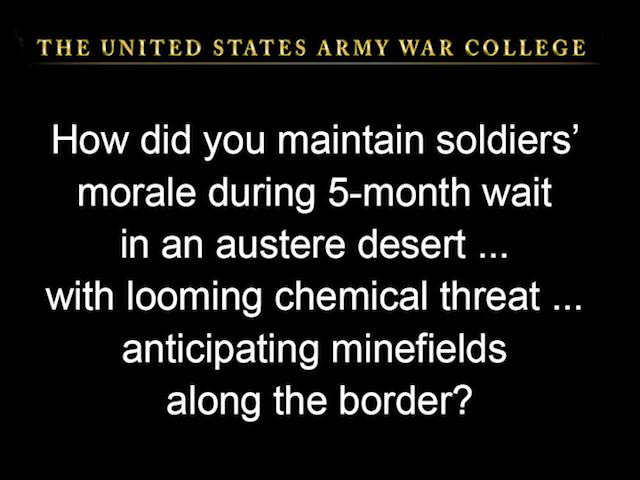 THE UNITED STATES ARMY WAR COLLEGE
How did you maintain soldiers’
morale during 5-month wait
in an austere desert ...
with looming chemical threat ...
anticipating minefields
along the border?